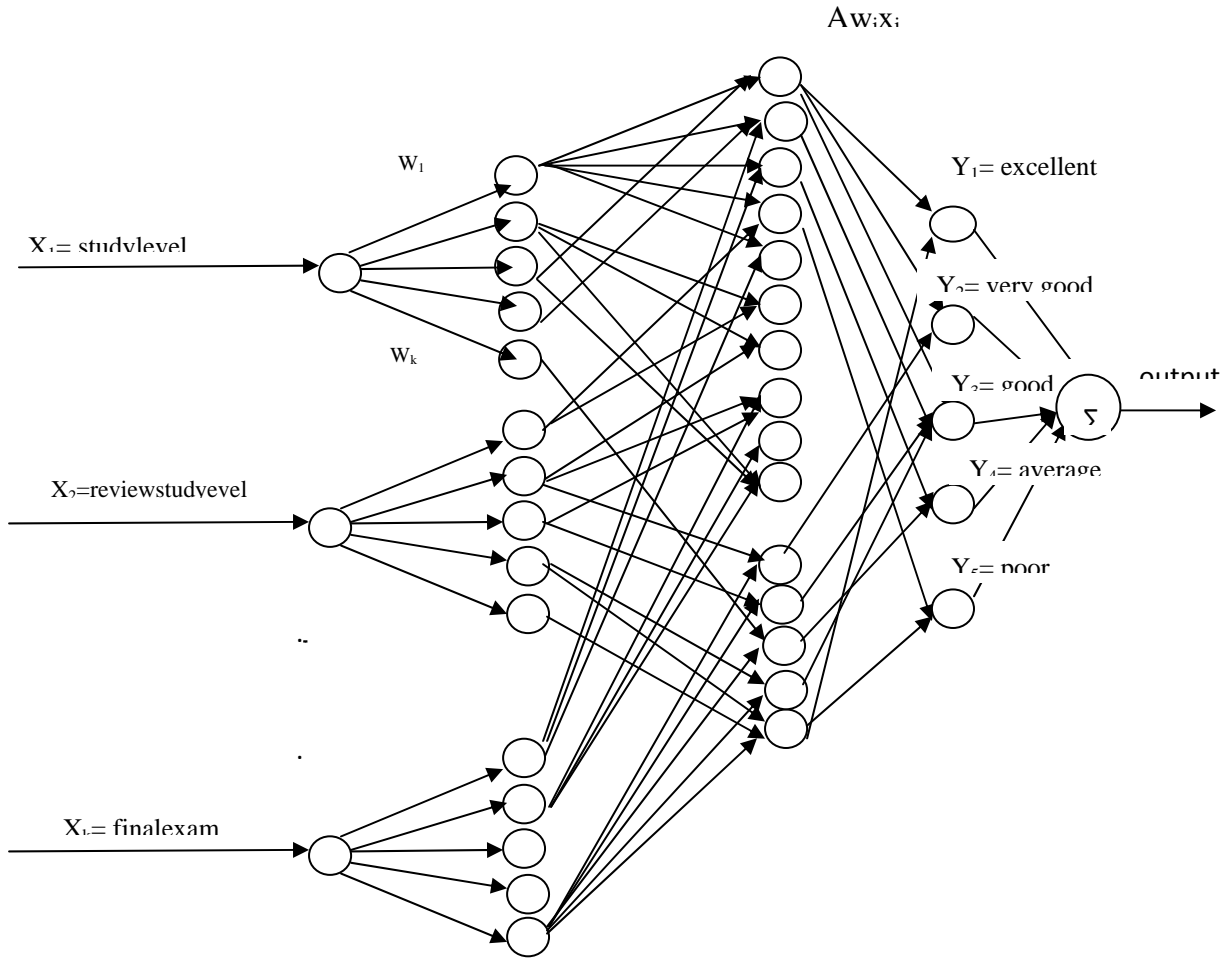 Awᵢxᵢ
w₁
Y₁= excellent
X₁= studylevel
Y₂= very good
wₖ
Y₃= good
output
Σ
Y₄= average
X₂=reviewstudyevel
Y₅= poor
Xₖ= finalexam